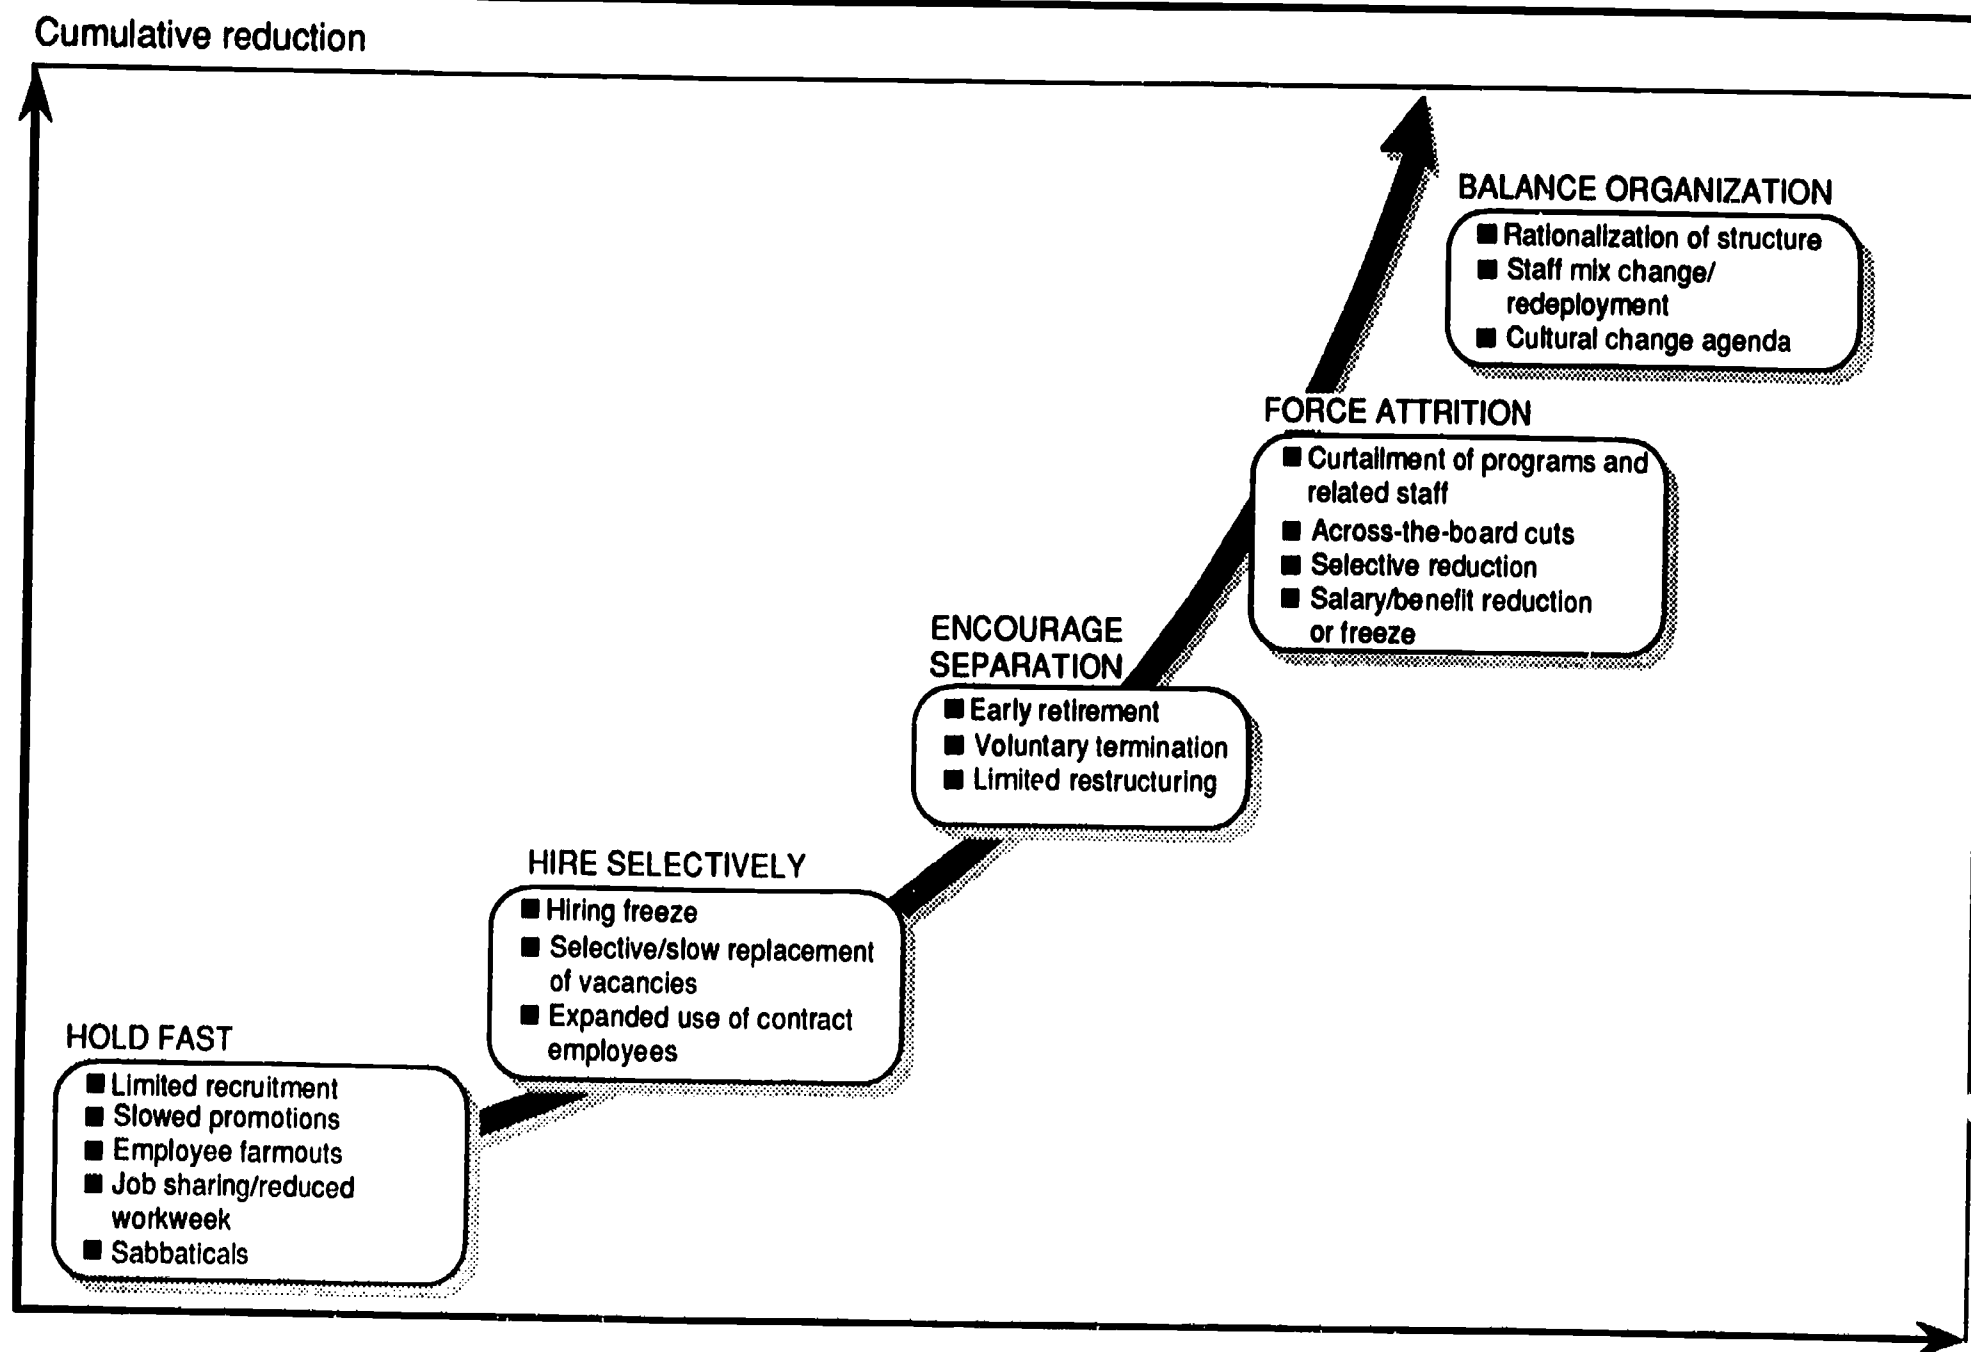 Cumulative reduction
BALANCE ORGANIZATION
■ Rationalization of structure
■ Staff mix change/
redeployment
■ Cultural change agenda
FORCE ATTRITION
■ Curtailment of programs and
related staff
■ Across-the-board cuts
■ Selective reduction
■ Salary/benefit reduction
or freeze
ENCOURAGE
SEPARATION
■ Early retirement
■ Voluntary termination
■ Limited restructuring
HIRE SELECTIVELY
■ Hiring freeze
■ Selective/slow replacement
of vacancies
■ Expanded use of contract
employees
HOLD FAST
■ Limited recruitment
■ Slowed promotions
■ Employee farmouts
■ Job sharing/reduced
workweek
■ Sabbaticals